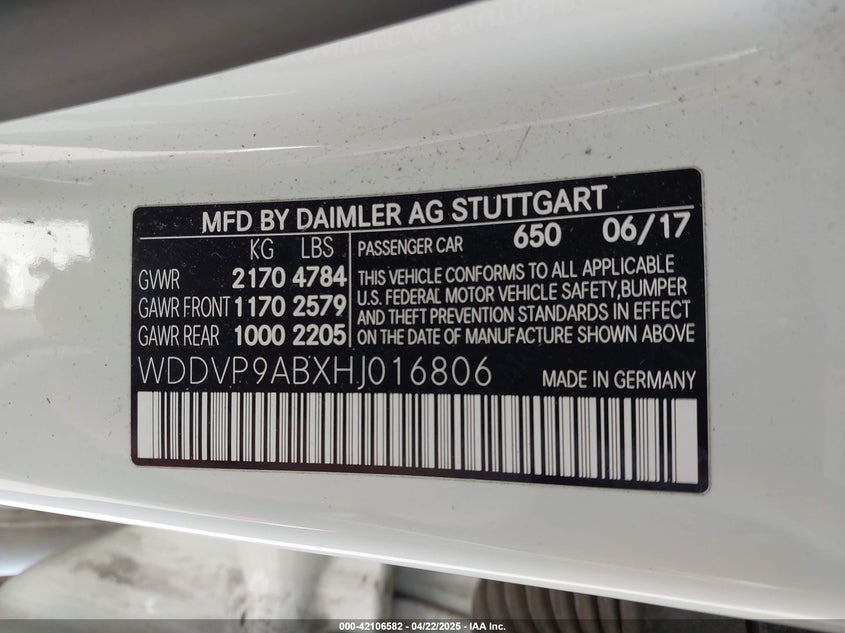 MFD BY DAIMLER AG STUTTGART
KG LBS
GVWR 2170 4784
GAWR FRONT 1170 2579
GAWR REAR 1000 2205
PASSENGER CAR 650 06/17
THIS VEHICLE CONFORMS TO ALL APPLICABLE
U.S. FEDERAL MOTOR VEHICLE SAFETY,BUMPER
AND THEFT PREVENTION STANDARDS IN EFFECT
ON THE DATE OF MANUFACTURE SHOWN ABOVE
WDDVP9ABXHJ016806 MADE IN GERMANY
000-42106582 - 04/22/2025 - IAA Inc.